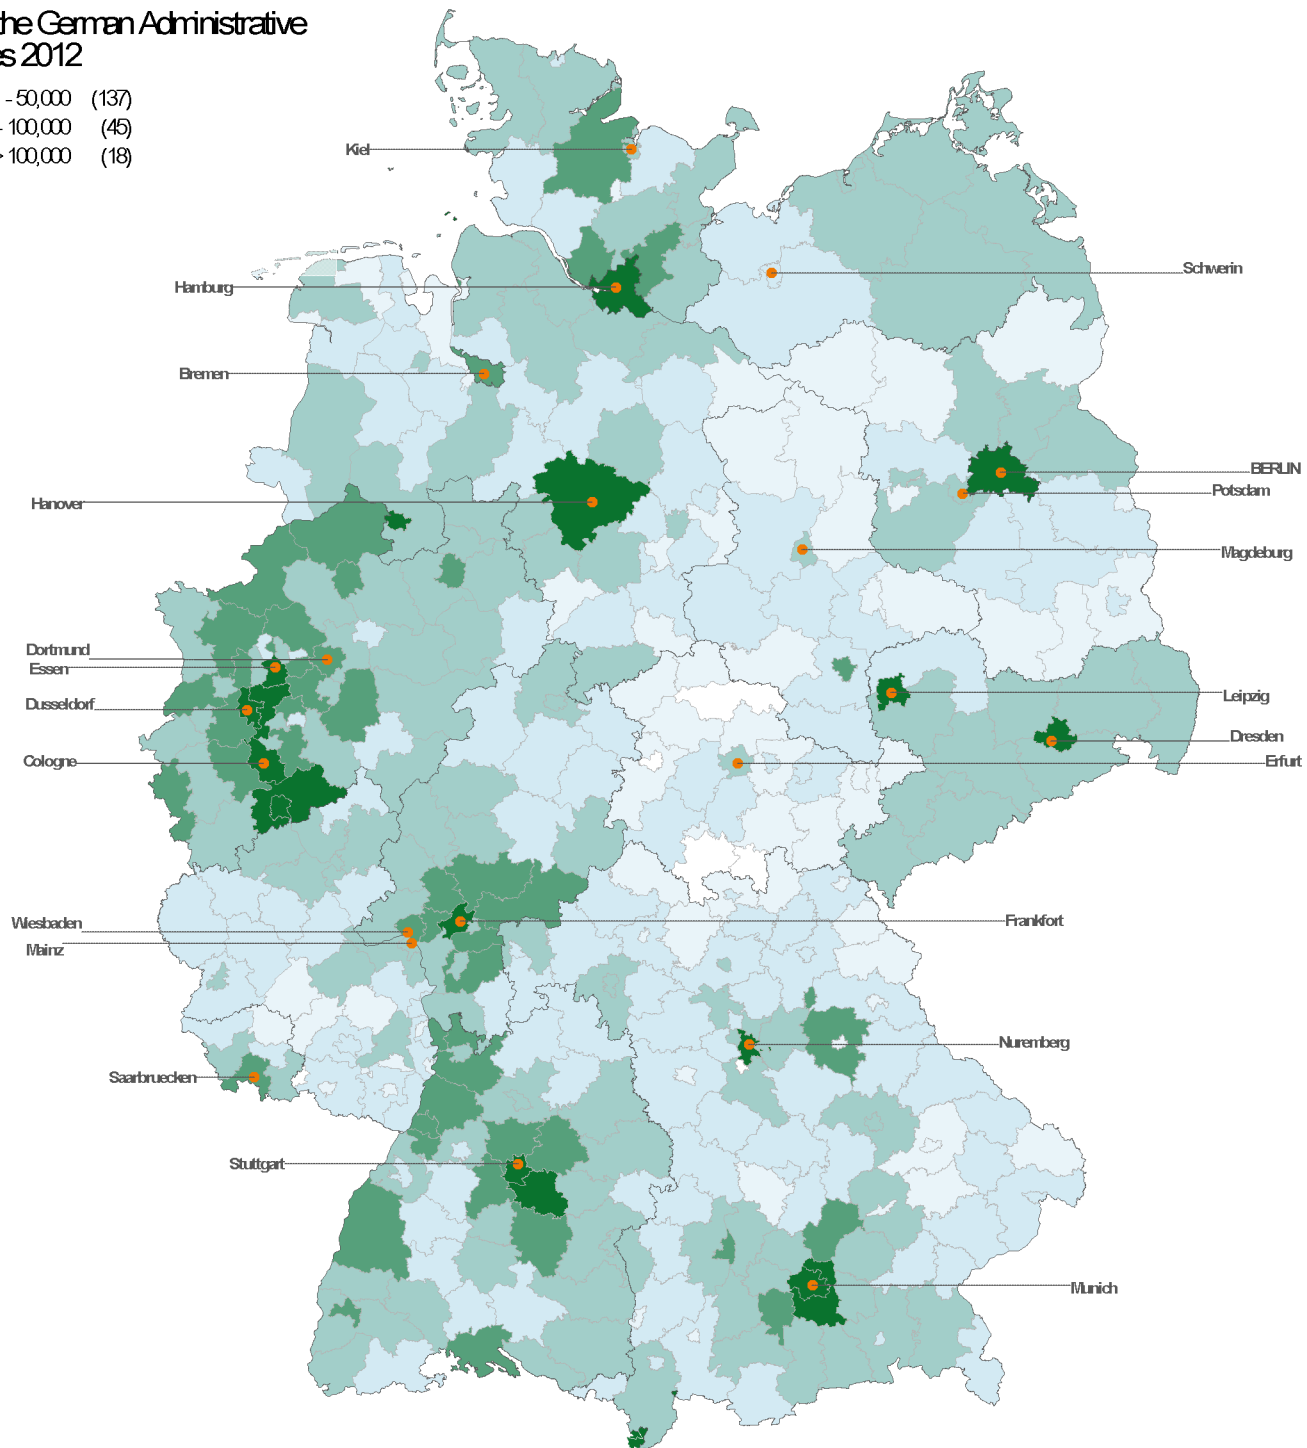 the German Administrative
es 2012
- 50,000 (137)
- 100,000 (45)
> 100,000 (18)
Kiel
Schwerin
Hamburg
Bremen
BERLIN
Potsdam
Hanover
Magdeburg
Dortmund
Essen
Leipzig
Dusseldorf
Dresden
Cologne
Erfurt
Frankfort
Wiesbaden
Mainz
Nuremberg
Saarbruecken
Stuttgart
Munich